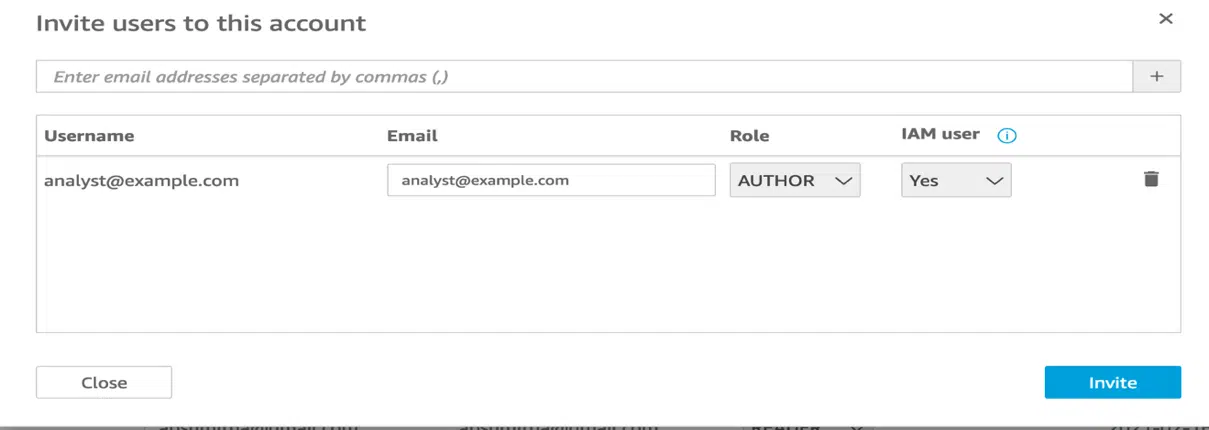 Invite users to this account
Enter email addresses separated by commas (,)
Username Email Role IAM user
analyst@example.com analyst@example.com AUTHOR Yes
Close Invite